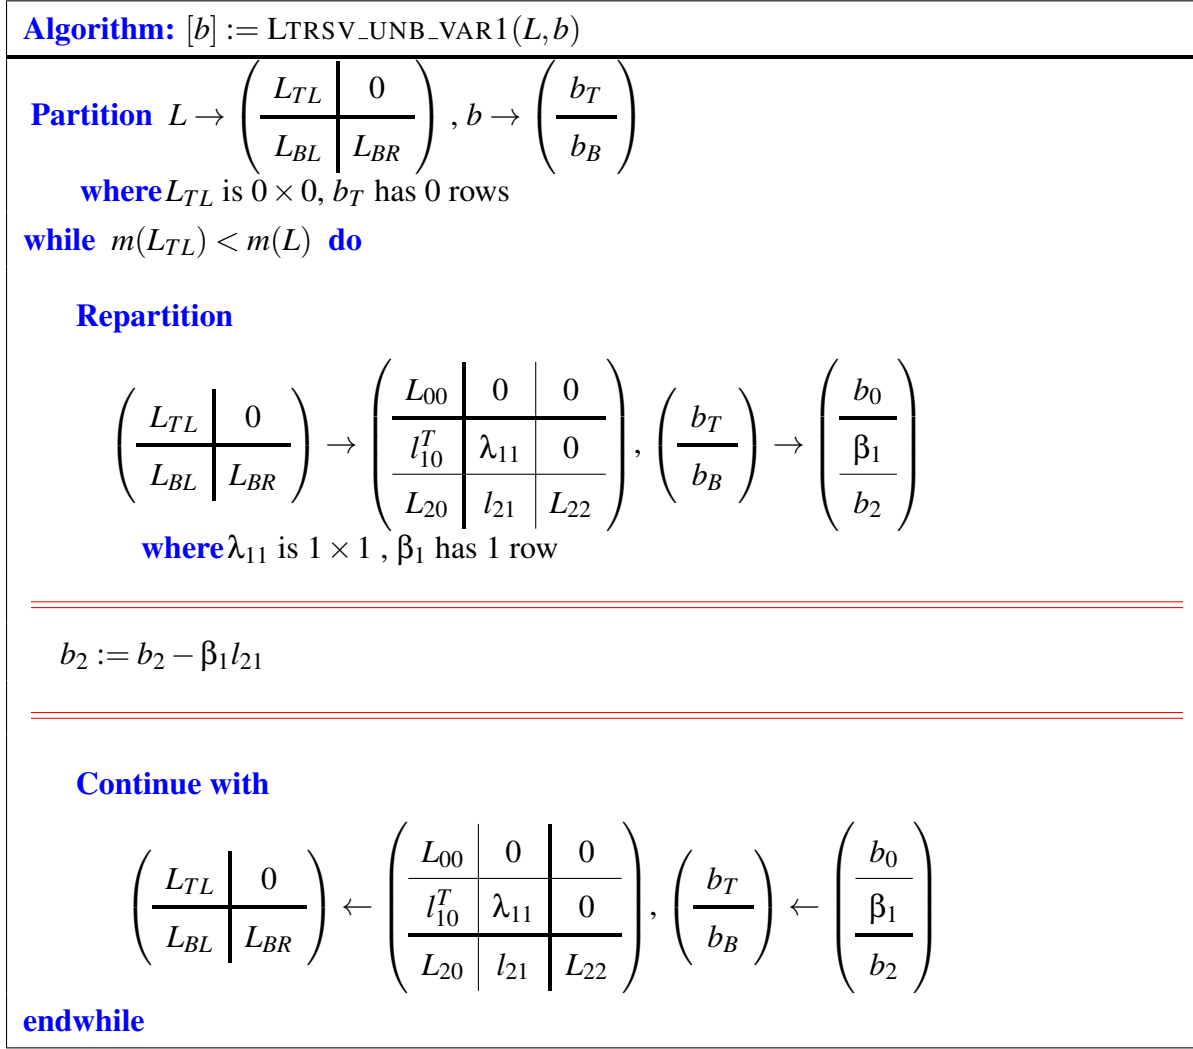 Algorithm: [b] := LTRSV_UNB_VAR1(L,b)
Partition L → ( L_TL | 0 ; L_BL | L_BR ) , b → ( b_T ; b_B )
where L_TL is 0 × 0, b_T has 0 rows
while m(L_TL) < m(L) do
Repartition
( L_TL | 0 ; L_BL | L_BR ) → ( L_00 | 0 | 0 ; l_10^T | λ_11 | 0 ; L_20 | l_21 | L_22 ) , ( b_T ; b_B ) → ( b_0 ; β_1 ; b_2 )
where λ_11 is 1 × 1 , β_1 has 1 row
b_2 := b_2 − β_1 l_21
Continue with
( L_TL | 0 ; L_BL | L_BR ) ← ( L_00 | 0 | 0 ; l_10^T | λ_11 | 0 ; L_20 | l_21 | L_22 ) , ( b_T ; b_B ) ← ( b_0 ; β_1 ; b_2 )
endwhile